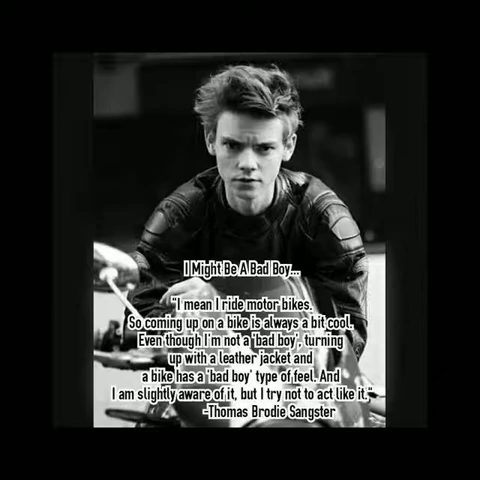 I Might Be A Bad Boy...
"I mean I ride motor bikes.
So coming up on a bike is always a bit cool.
Even though I'm not a 'bad boy', turning
up with a leather jacket and
a bike has a 'bad boy' type of feel. And
I am slightly aware of it, but I try not to act like it."
-Thomas Brodie Sangster